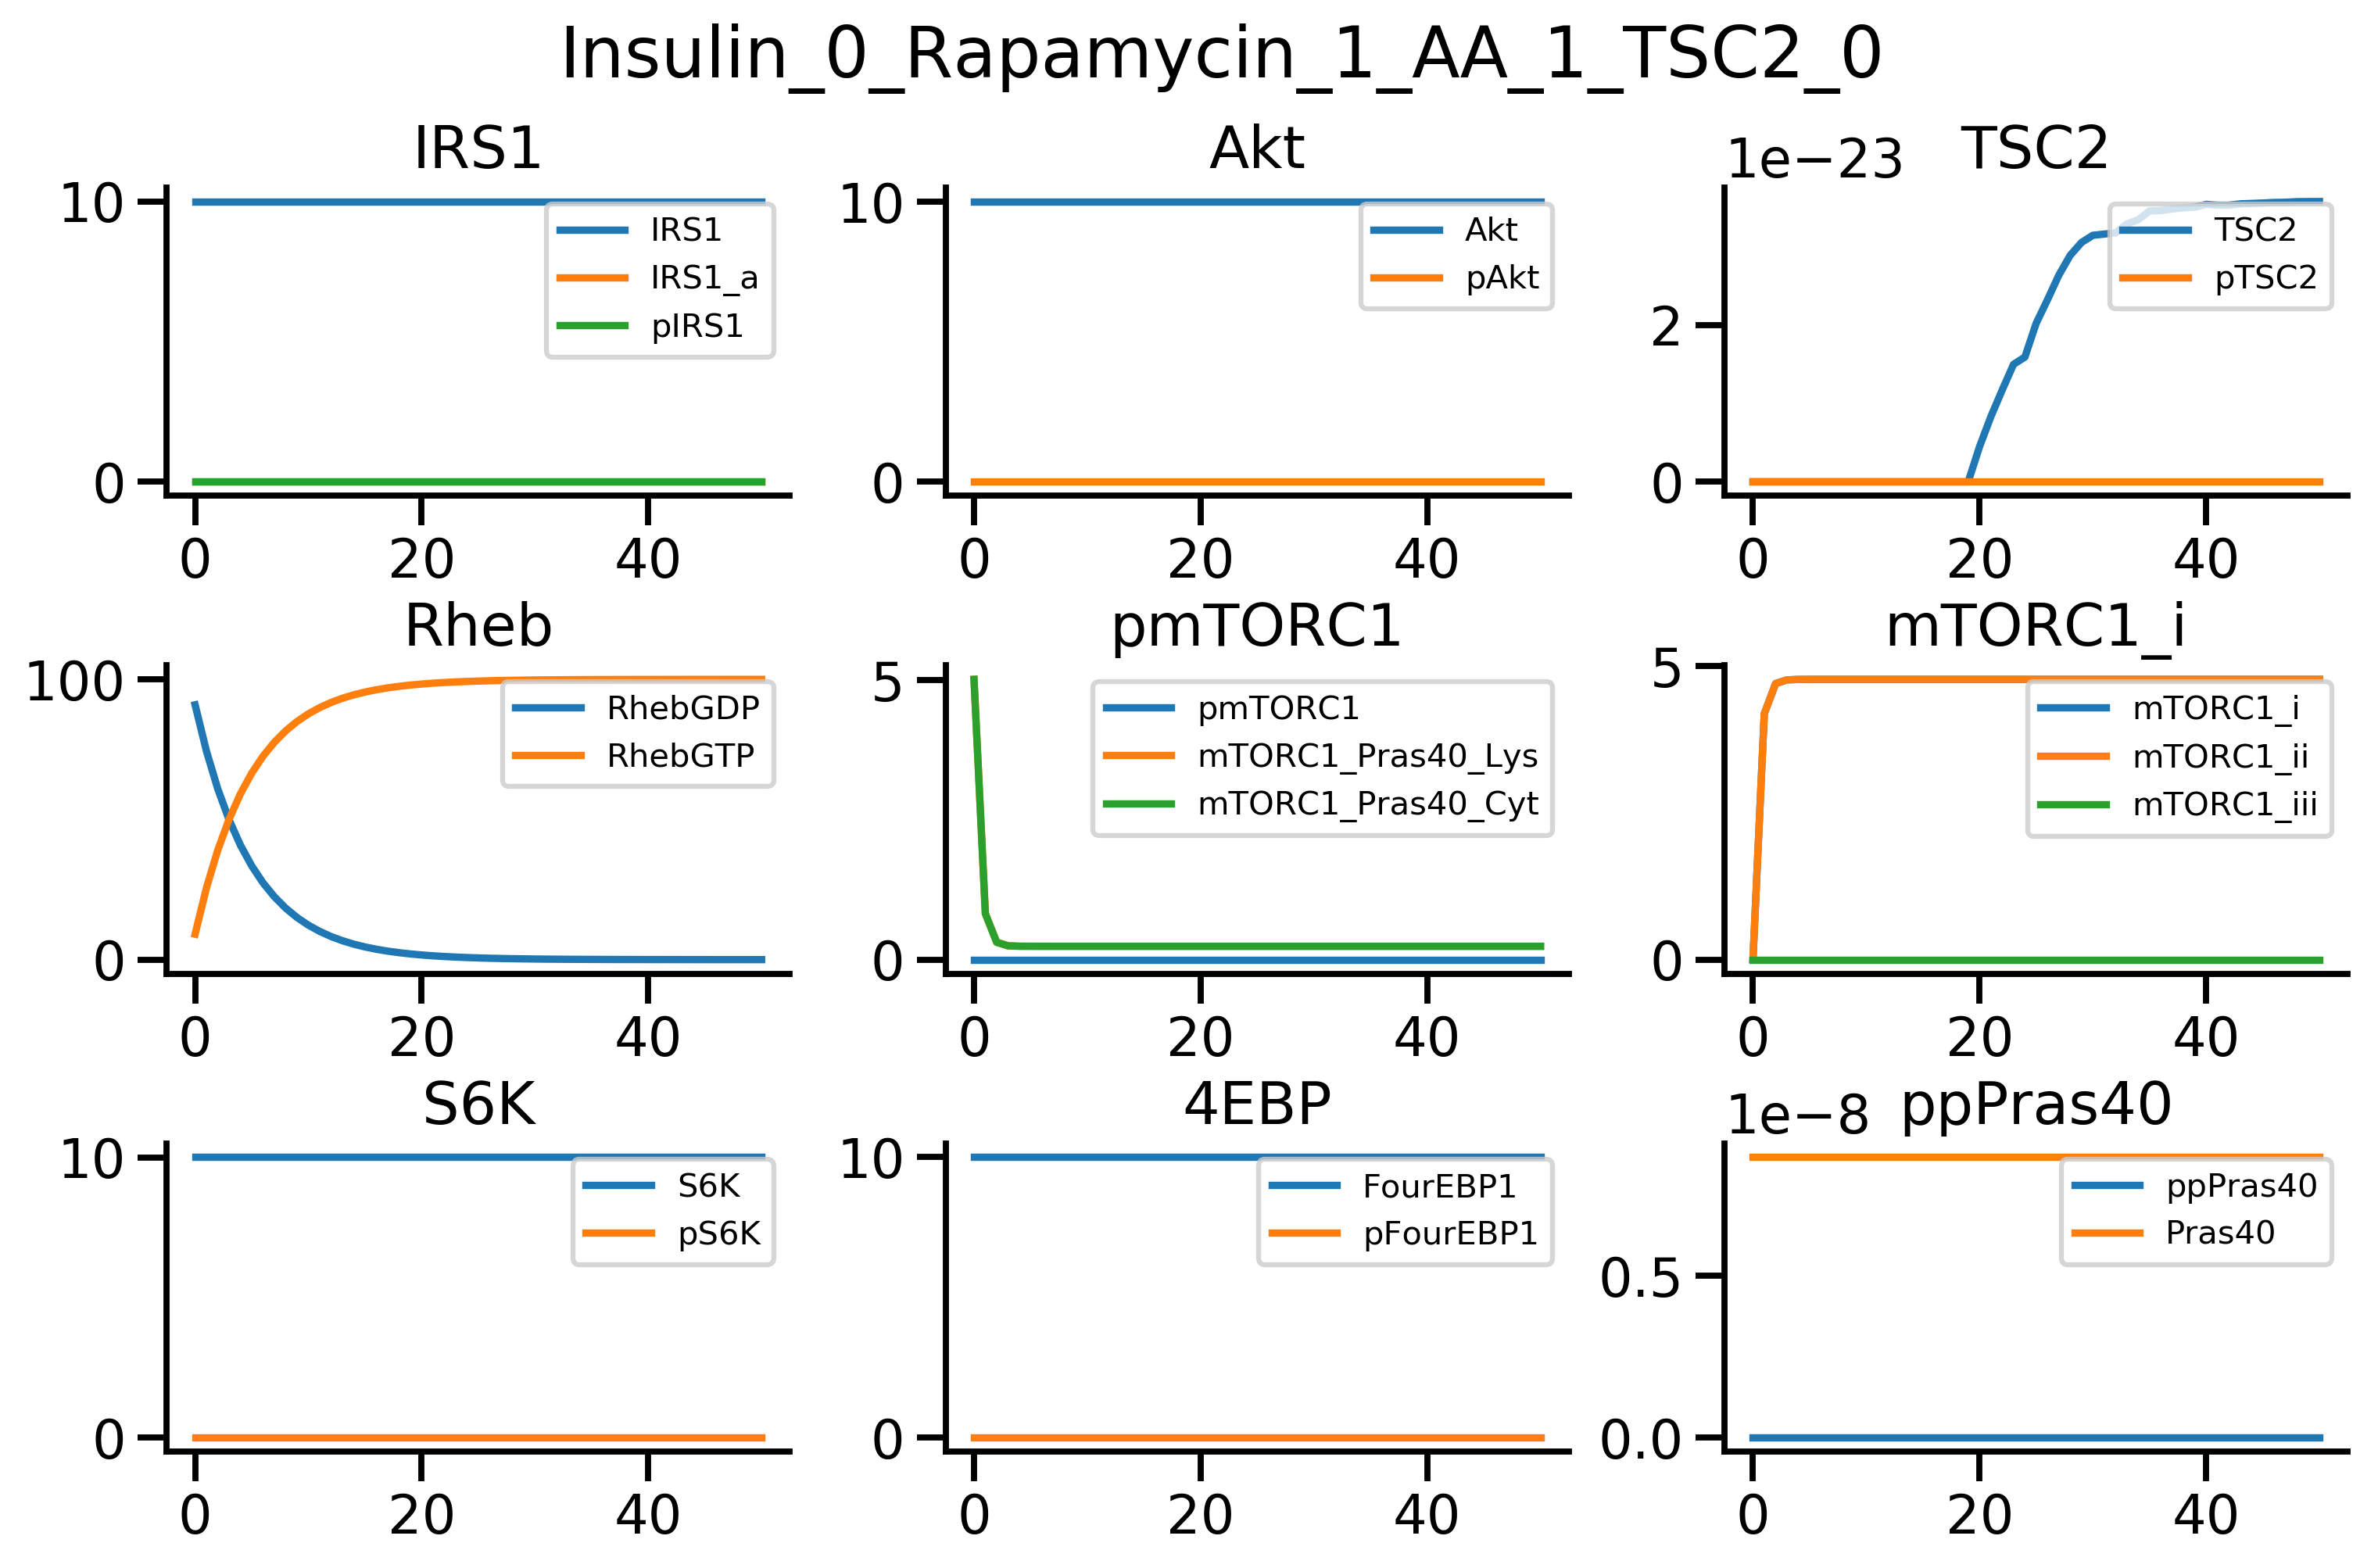 Insulin_0_Rapamycin_1_AA_1_TSC2_0
IRS1
10
0
0 20 40
IRS1
IRS1_a
pIRS1
Akt
10
0
0 20 40
Akt
pAkt
1e−23
TSC2
2
0
0 20 40
TSC2
pTSC2
Rheb
100
0
0 20 40
RhebGDP
RhebGTP
pmTORC1
5
0
0 20 40
pmTORC1
mTORC1_Pras40_Lys
mTORC1_Pras40_Cyt
mTORC1_i
5
0
0 20 40
mTORC1_i
mTORC1_ii
mTORC1_iii
S6K
10
0
0 20 40
S6K
pS6K
4EBP
10
0
0 20 40
FourEBP1
pFourEBP1
1e−8
ppPras40
0.5
0.0
0 20 40
ppPras40
Pras40